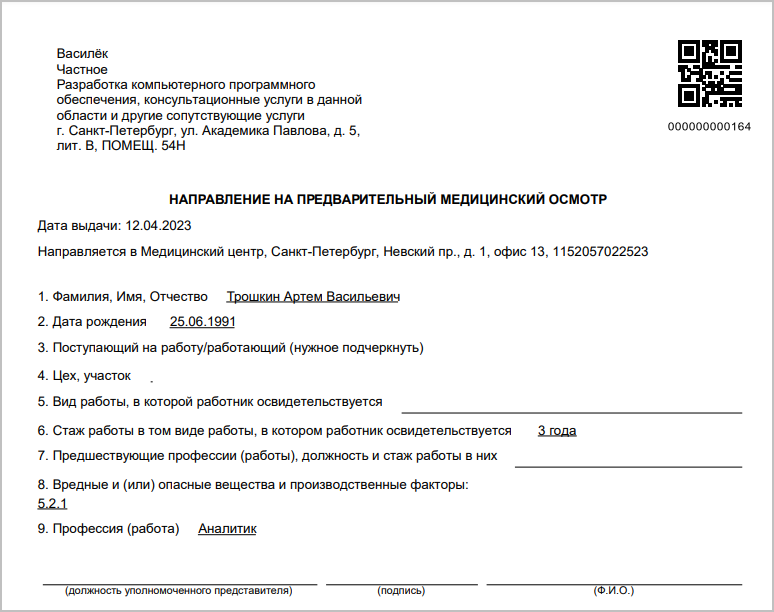 Василёк
Частное
Разработка компьютерного программного
обеспечения, консультационные услуги в данной
области и другие сопутствующие услуги
г. Санкт-Петербург, ул. Академика Павлова, д. 5,
лит. В, ПОМЕЩ. 54Н
000000000164
НАПРАВЛЕНИЕ НА ПРЕДВАРИТЕЛЬНЫЙ МЕДИЦИНСКИЙ ОСМОТР
Дата выдачи: 12.04.2023
Направляется в Медицинский центр, Санкт-Петербург, Невский пр., д. 1, офис 13, 1152057022523
1. Фамилия, Имя, Отчество Трошкин Артем Васильевич
2. Дата рождения 25.06.1991
3. Поступающий на работу/работающий (нужное подчеркнуть)
4. Цех, участок .
5. Вид работы, в которой работник освидетельствуется
6. Стаж работы в том виде работы, в котором работник освидетельствуется 3 года
7. Предшествующие профессии (работы), должность и стаж работы в них
8. Вредные и (или) опасные вещества и производственные факторы:
5.2.1
9. Профессия (работа) Аналитик
(должность уполномоченного представителя) (подпись) (Ф.И.О.)